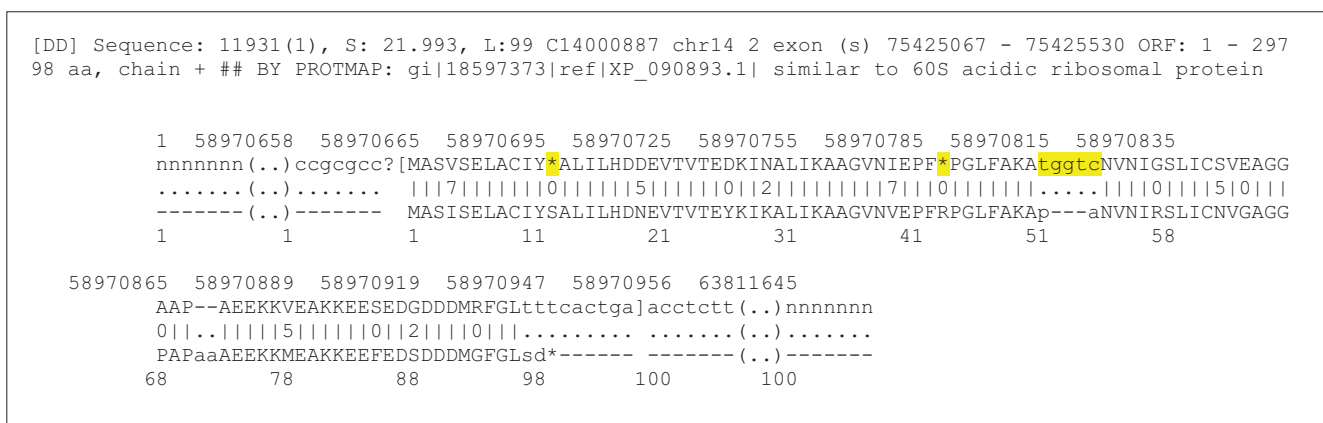 [DD] Sequence: 11931(1), S: 21.993, L:99 C14000887 chr14 2 exon (s) 75425067 - 75425530 ORF: 1 - 297
98 aa, chain + ## BY PROTMAP: gi|18597373|ref|XP_090893.1| similar to 60S acidic ribosomal protein
1 58970658 58970665 58970695 58970725 58970755 58970785 58970815 58970835
nnnnnnn(..)ccgcgcc?[MASVSELACIY*ALILHDDEVTVTEDKINALIKAAGVNIEPF*PGLFAKAtggtcNVNIGSLICSVEAGG
.......(..)....... |||7|||||||0||||||5||||||0||2|||||||||7|||0|||||||.....||||0||||5|0|||
-------(..)------- MASISELACIYSALILHDNEVTVTEYKIKALIKAAGVNVEPFRPGLFAKAp---aNVNIRSLICNVGAGG
1 1 1 11 21 31 41 51 58
58970865 58970889 58970919 58970947 58970956 63811645
AAP--AEEKKVEAKKEESEDGDDDMRFGLtttcactga]acctctt(..)nnnnnnn
0||..|||||5||||||0||2||||0|||......... .......(..).......
PAPaaAEEKKMEAKKEEFEDSDDDMGFGLsd*------ -------(..)-------
68 78 88 98 100 100